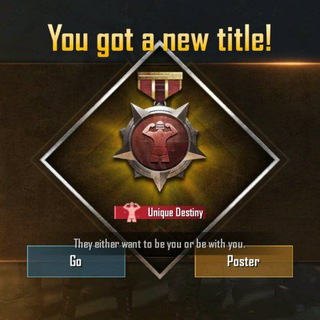 You got a new title!
Unique Destiny
They either want to be you or be with you.
Go
Poster